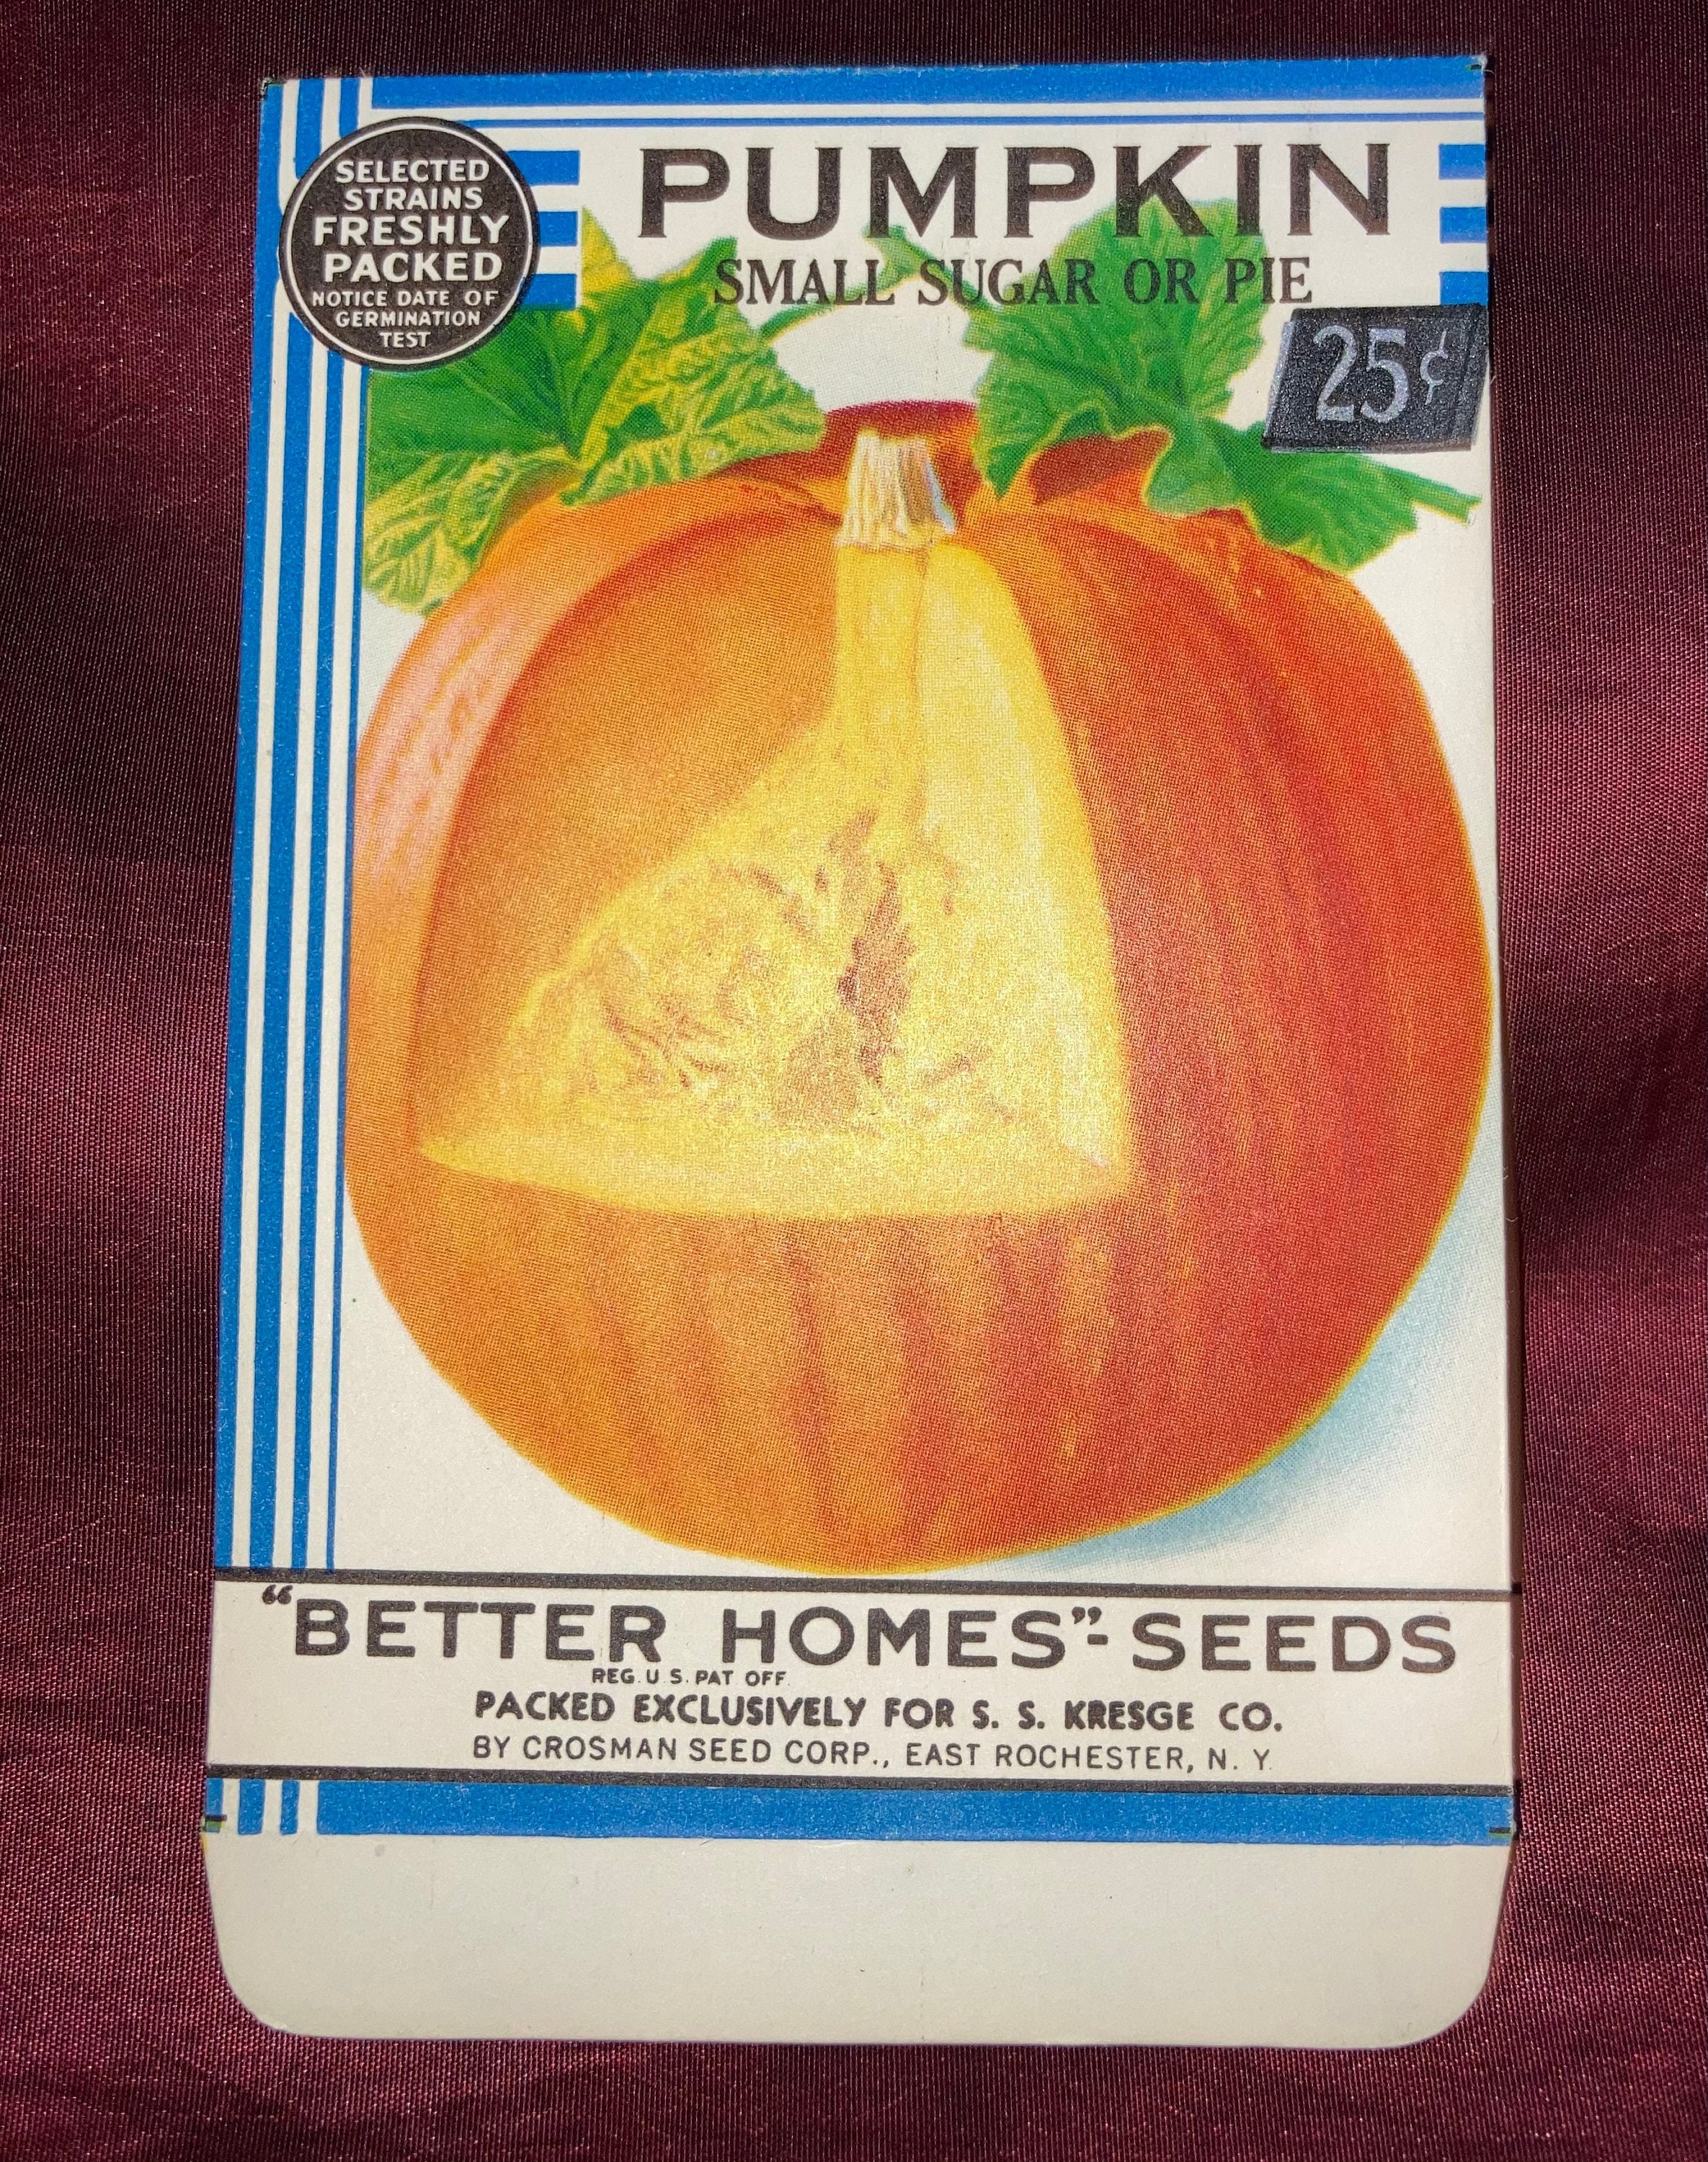 SELECTED
STRAINS
FRESHLY
PACKED
NOTICE DATE OF
GERMINATION
TEST
PUMPKIN
SMALL SUGAR OR PIE
25¢
“BETTER HOMES”-SEEDS
REG. U.S. PAT OFF.
PACKED EXCLUSIVELY FOR S. S. KRESGE CO.
BY CROSMAN SEED CORP., EAST ROCHESTER, N. Y.